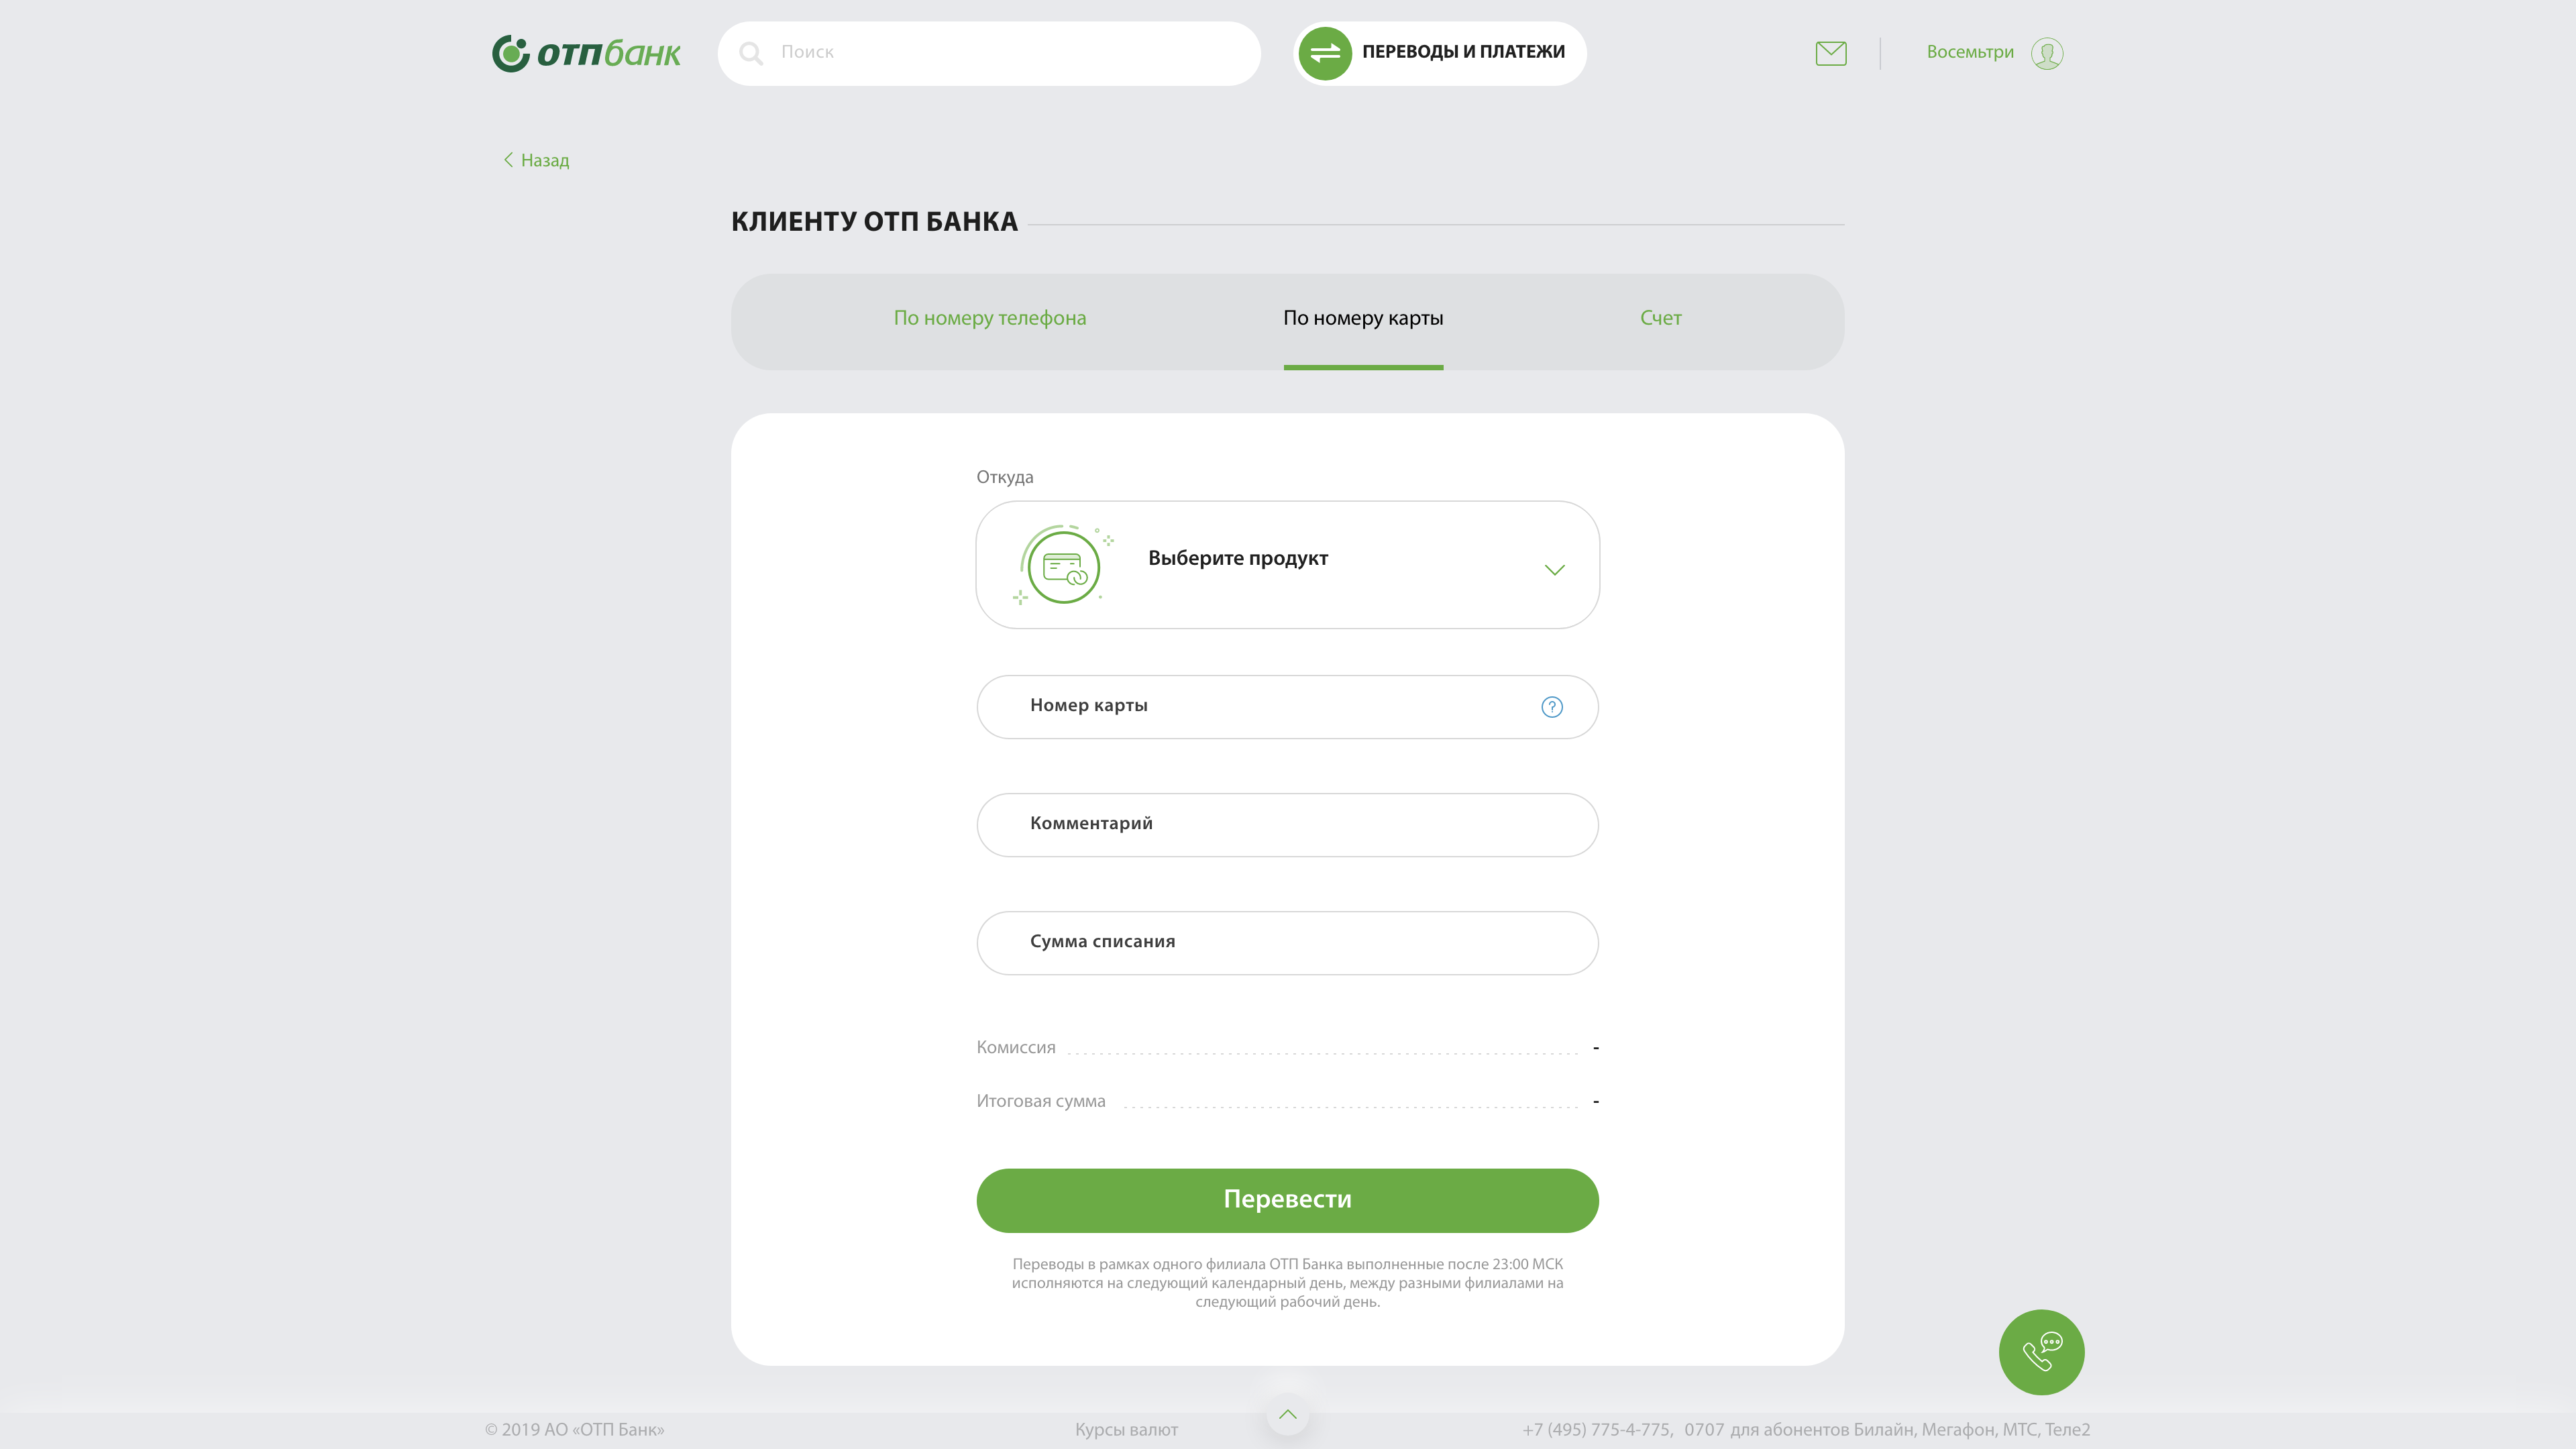 отпбанк
Поиск
ПЕРЕВОДЫ И ПЛАТЕЖИ
Восемьтри
Назад
КЛИЕНТУ ОТП БАНКА
По номеру телефона
По номеру карты
Счет
Откуда
Выберите продукт
Номер карты
?
Комментарий
Сумма списания
Комиссия -
Итоговая сумма -
Перевести
Переводы в рамках одного филиала ОТП Банка выполненные после 23:00 МСК
исполняются на следующий календарный день, между разными филиалами на
следующий рабочий день.
© 2019 АО «ОТП Банк»
Курсы валют
+7 (495) 775-4-775, 0707 для абонентов Билайн, Мегафон, МТС, Теле2